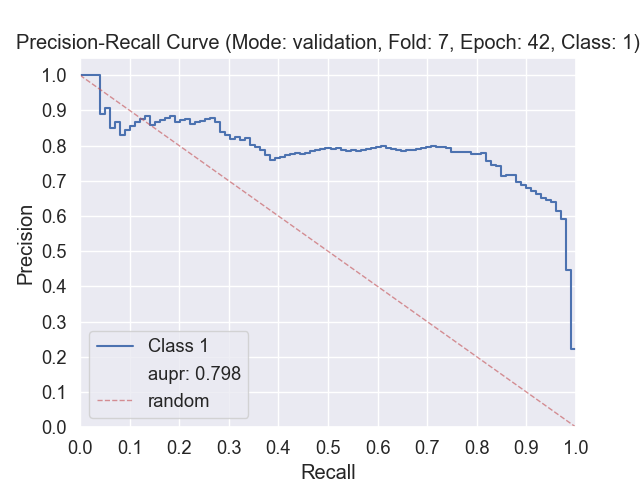 Precision-Recall Curve (Mode: validation, Fold: 7, Epoch: 42, Class: 1)
1.0
0.9
0.8
0.7
0.6
0.5
0.4
0.3
0.2
0.1
0.0
Precision
Class 1
aupr: 0.798
random
0.0 0.1 0.2 0.3 0.4 0.5 0.6 0.7 0.8 0.9 1.0
Recall